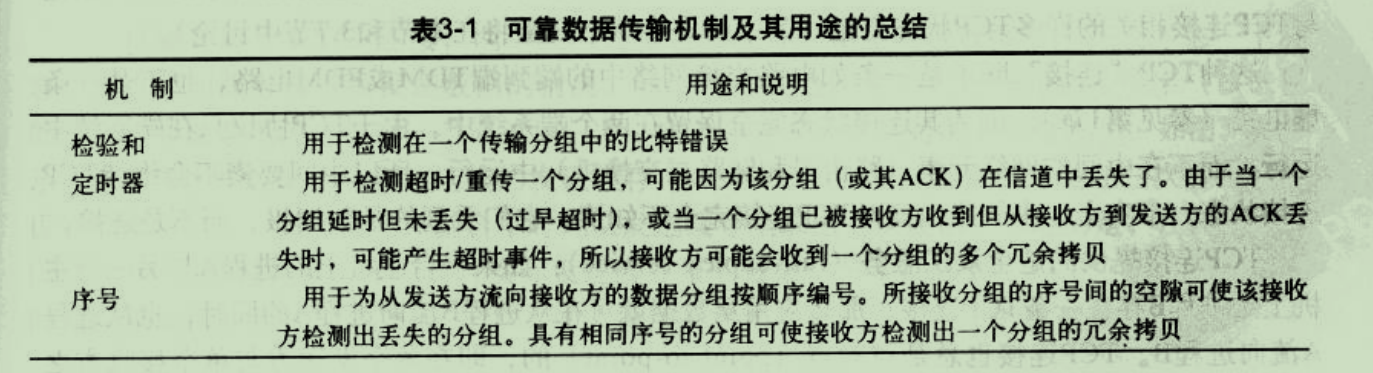 表3-1 可靠数据传输机制及其用途的总结
机 制 用途和说明
检验和 用于检测在一个传输分组中的比特错误
定时器 用于检测超时/重传一个分组，可能因为该分组（或其ACK）在信道中丢失了。由于当一个
分组延时但未丢失（过早超时），或当一个分组已被接收方收到但从接收方到发送方的ACK丢
失时，可能产生超时事件，所以接收方可能会收到一个分组的多个冗余拷贝
序号 用于为从发送方流向接收方的数据分组按顺序编号。所接收分组的序号间的空隙可使该接收
方检测出丢失的分组。具有相同序号的分组可使接收方检测出一个分组的冗余拷贝